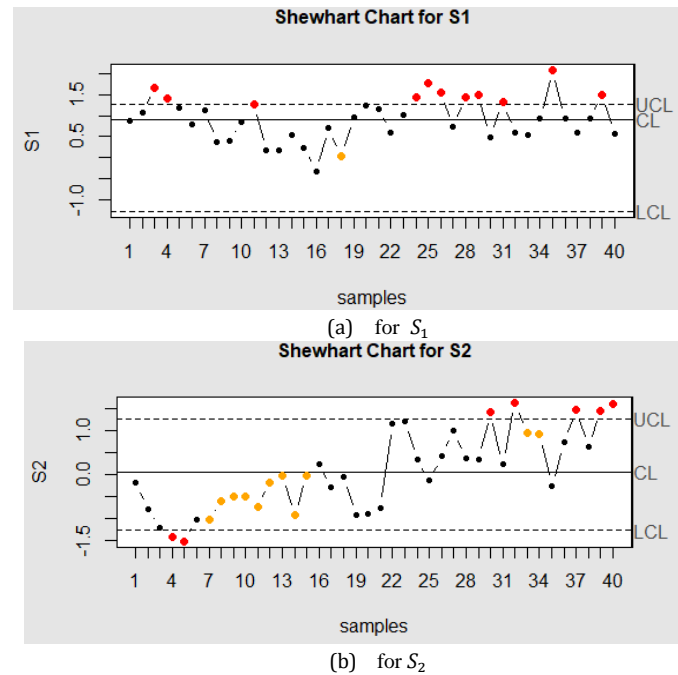 Shewhart Chart for S1
S1
1.5
0.5
-1.0
UCL
CL
LCL
1 4 7 10 13 16 19 22 25 28 31 34 37 40
samples
(a) for S₁
Shewhart Chart for S2
S2
1.0
0.0
-1.5
UCL
CL
LCL
1 4 7 10 13 16 19 22 25 28 31 34 37 40
samples
(b) for S₂